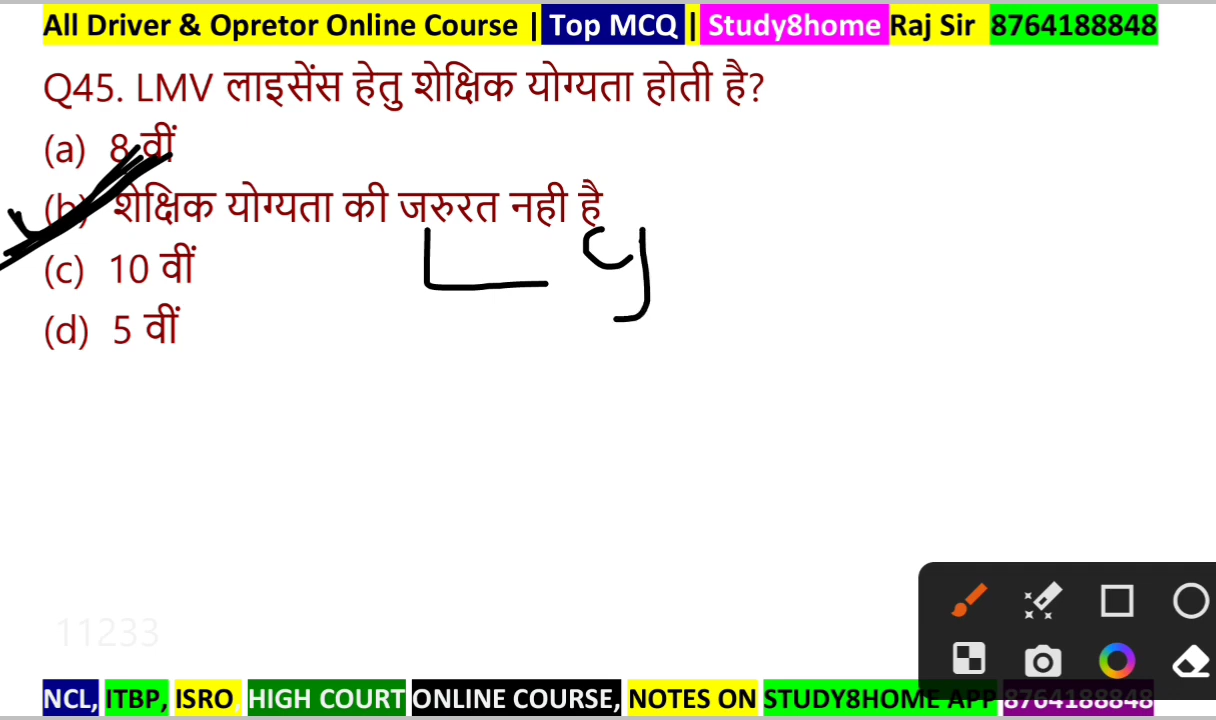 All Driver & Opretor Online Course | Top MCQ | Study8home Raj Sir 8764188848
Q45. LMV लाइसेंस हेतु शेक्षिक योग्यता होती है?
(a) 8 वीं
(b) शेक्षिक योग्यता की जरुरत नही है
(c) 10 वीं
(d) 5 वीं
11233
NCL, ITBP, ISRO HIGH COURT ONLINE COURSE, NOTES ON STUDY8HOME APP 8764188848